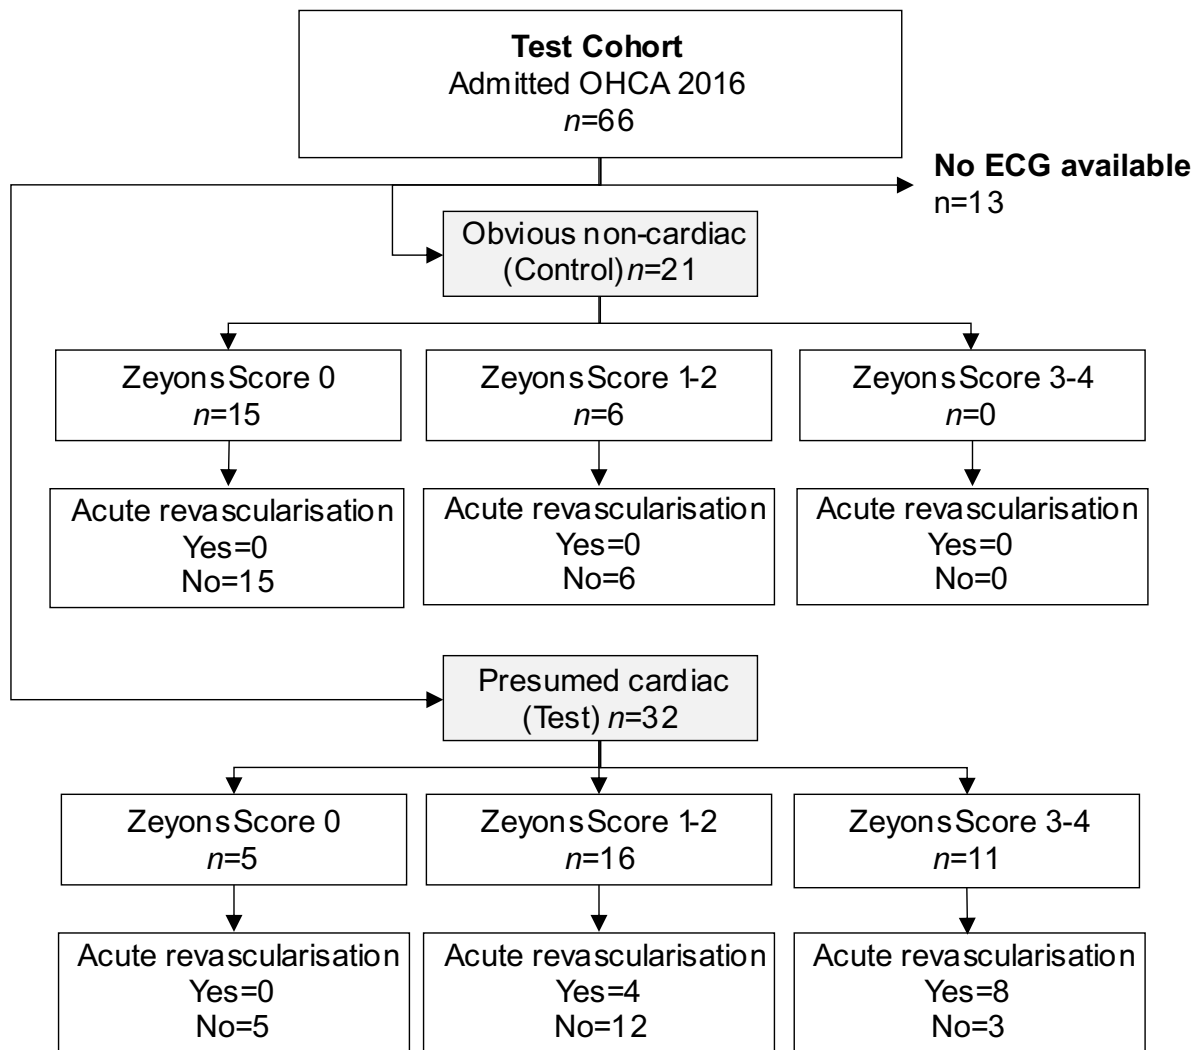 Test Cohort
Admitted OHCA 2016
n=66
No ECG available
n=13
Obvious non-cardiac
(Control) n=21
Zeyons Score 0
n=15
Zeyons Score 1-2
n=6
Zeyons Score 3-4
n=0
Acute revascularisation
Yes=0
No=15
Acute revascularisation
Yes=0
No=6
Acute revascularisation
Yes=0
No=0
Presumed cardiac
(Test) n=32
Zeyons Score 0
n=5
Zeyons Score 1-2
n=16
Zeyons Score 3-4
n=11
Acute revascularisation
Yes=0
No=5
Acute revascularisation
Yes=4
No=12
Acute revascularisation
Yes=8
No=3